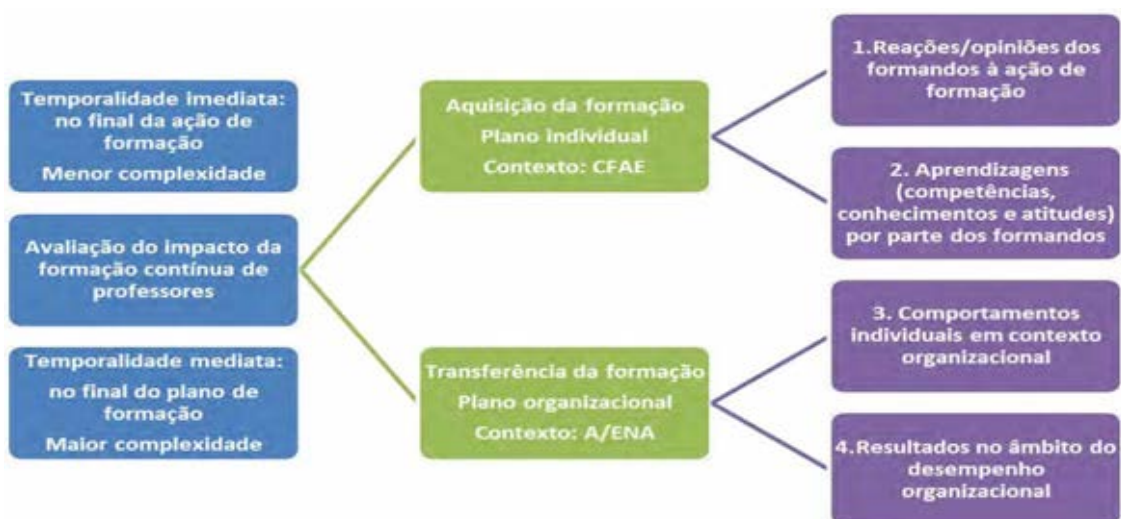 Temporalidade imediata:
no final da ação de
formação
Menor complexidade
Avaliação do impacto da
formação contínua de
professores
Temporalidade mediata:
no final do plano de
formação
Maior complexidade
Aquisição da formação
Plano individual
Contexto: CFAE
Transferência da formação
Plano organizacional
Contexto: A/ENA
1.Reações/opiniões dos
formandos à ação de
formação
2. Aprendizagens
(competências,
conhecimentos e atitudes)
por parte dos formandos
3. Comportamentos
individuais em contexto
organizacional
4.Resultados no âmbito do
desempenho
organizacional